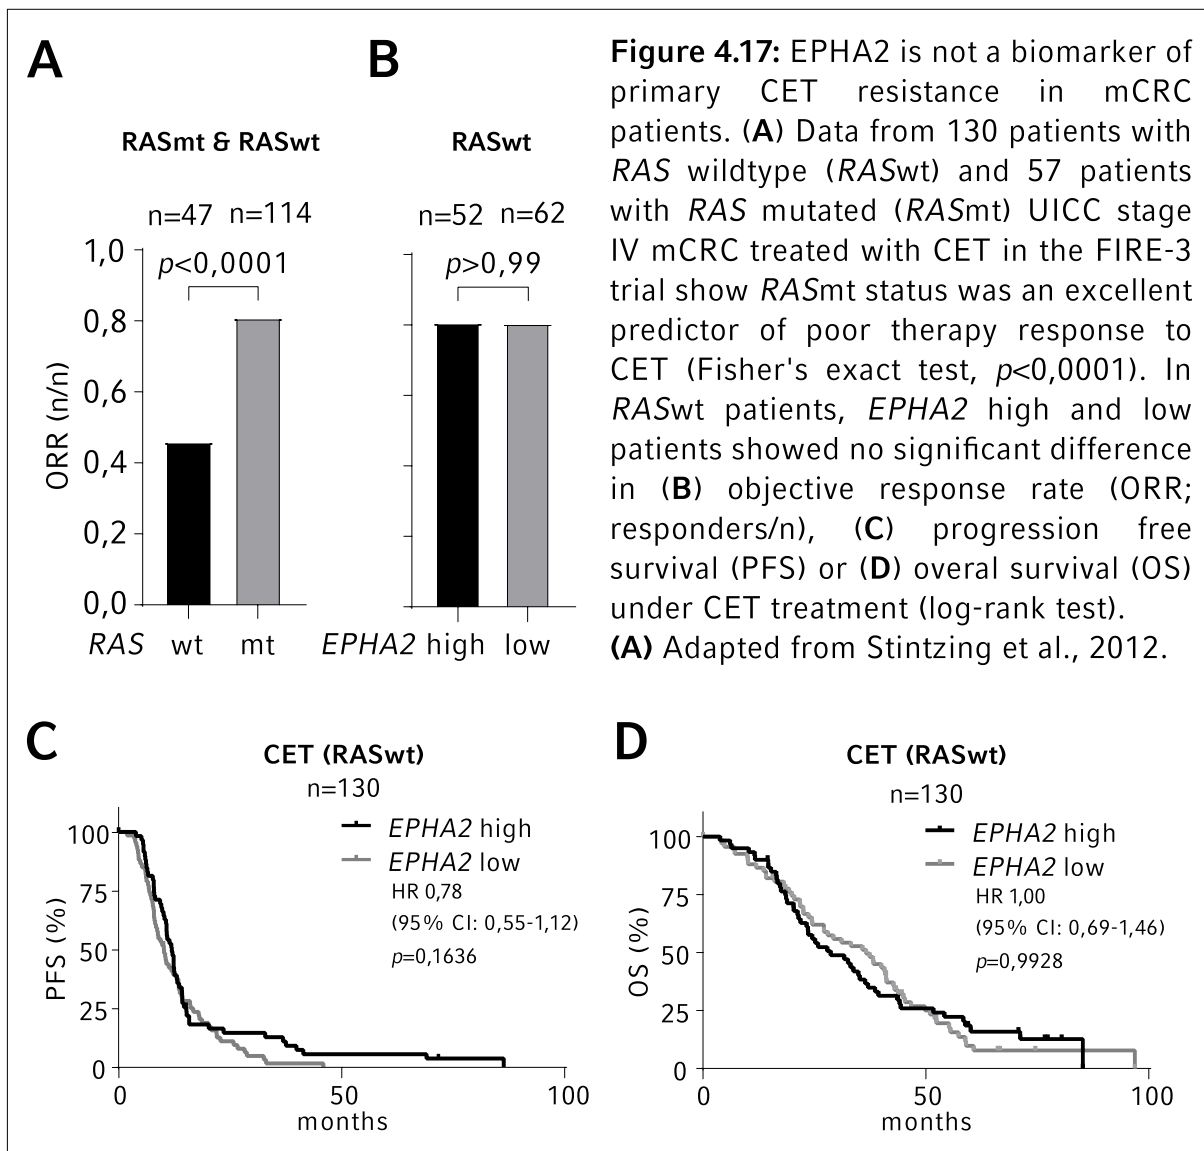 A
B
RASmt & RASwt
RASwt
n=47 n=114
n=52 n=62
p<0,0001
p>0,99
ORR (n/n)
1,0
0,8
0,6
0,4
0,2
0,0
RAS wt mt
EPHA2 high low
Figure 4.17: EPHA2 is not a biomarker of
primary CET resistance in mCRC
patients. (A) Data from 130 patients with
RAS wildtype (RASwt) and 57 patients
with RAS mutated (RASmt) UICC stage
IV mCRC treated with CET in the FIRE-3
trial show RASmt status was an excellent
predictor of poor therapy response to
CET (Fisher's exact test, p<0,0001). In
RASwt patients, EPHA2 high and low
patients showed no significant difference
in (B) objective response rate (ORR;
responders/n), (C) progression free
survival (PFS) or (D) overal survival (OS)
under CET treatment (log-rank test).
(A) Adapted from Stintzing et al., 2012.
C
CET (RASwt)
n=130
EPHA2 high
EPHA2 low
HR 0,78
(95% CI: 0,55-1,12)
p=0,1636
PFS (%)
100
75
50
25
0
0 50 100
months
D
CET (RASwt)
n=130
EPHA2 high
EPHA2 low
HR 1,00
(95% CI: 0,69-1,46)
p=0,9928
OS (%)
100
75
50
25
0
0 50 100
months